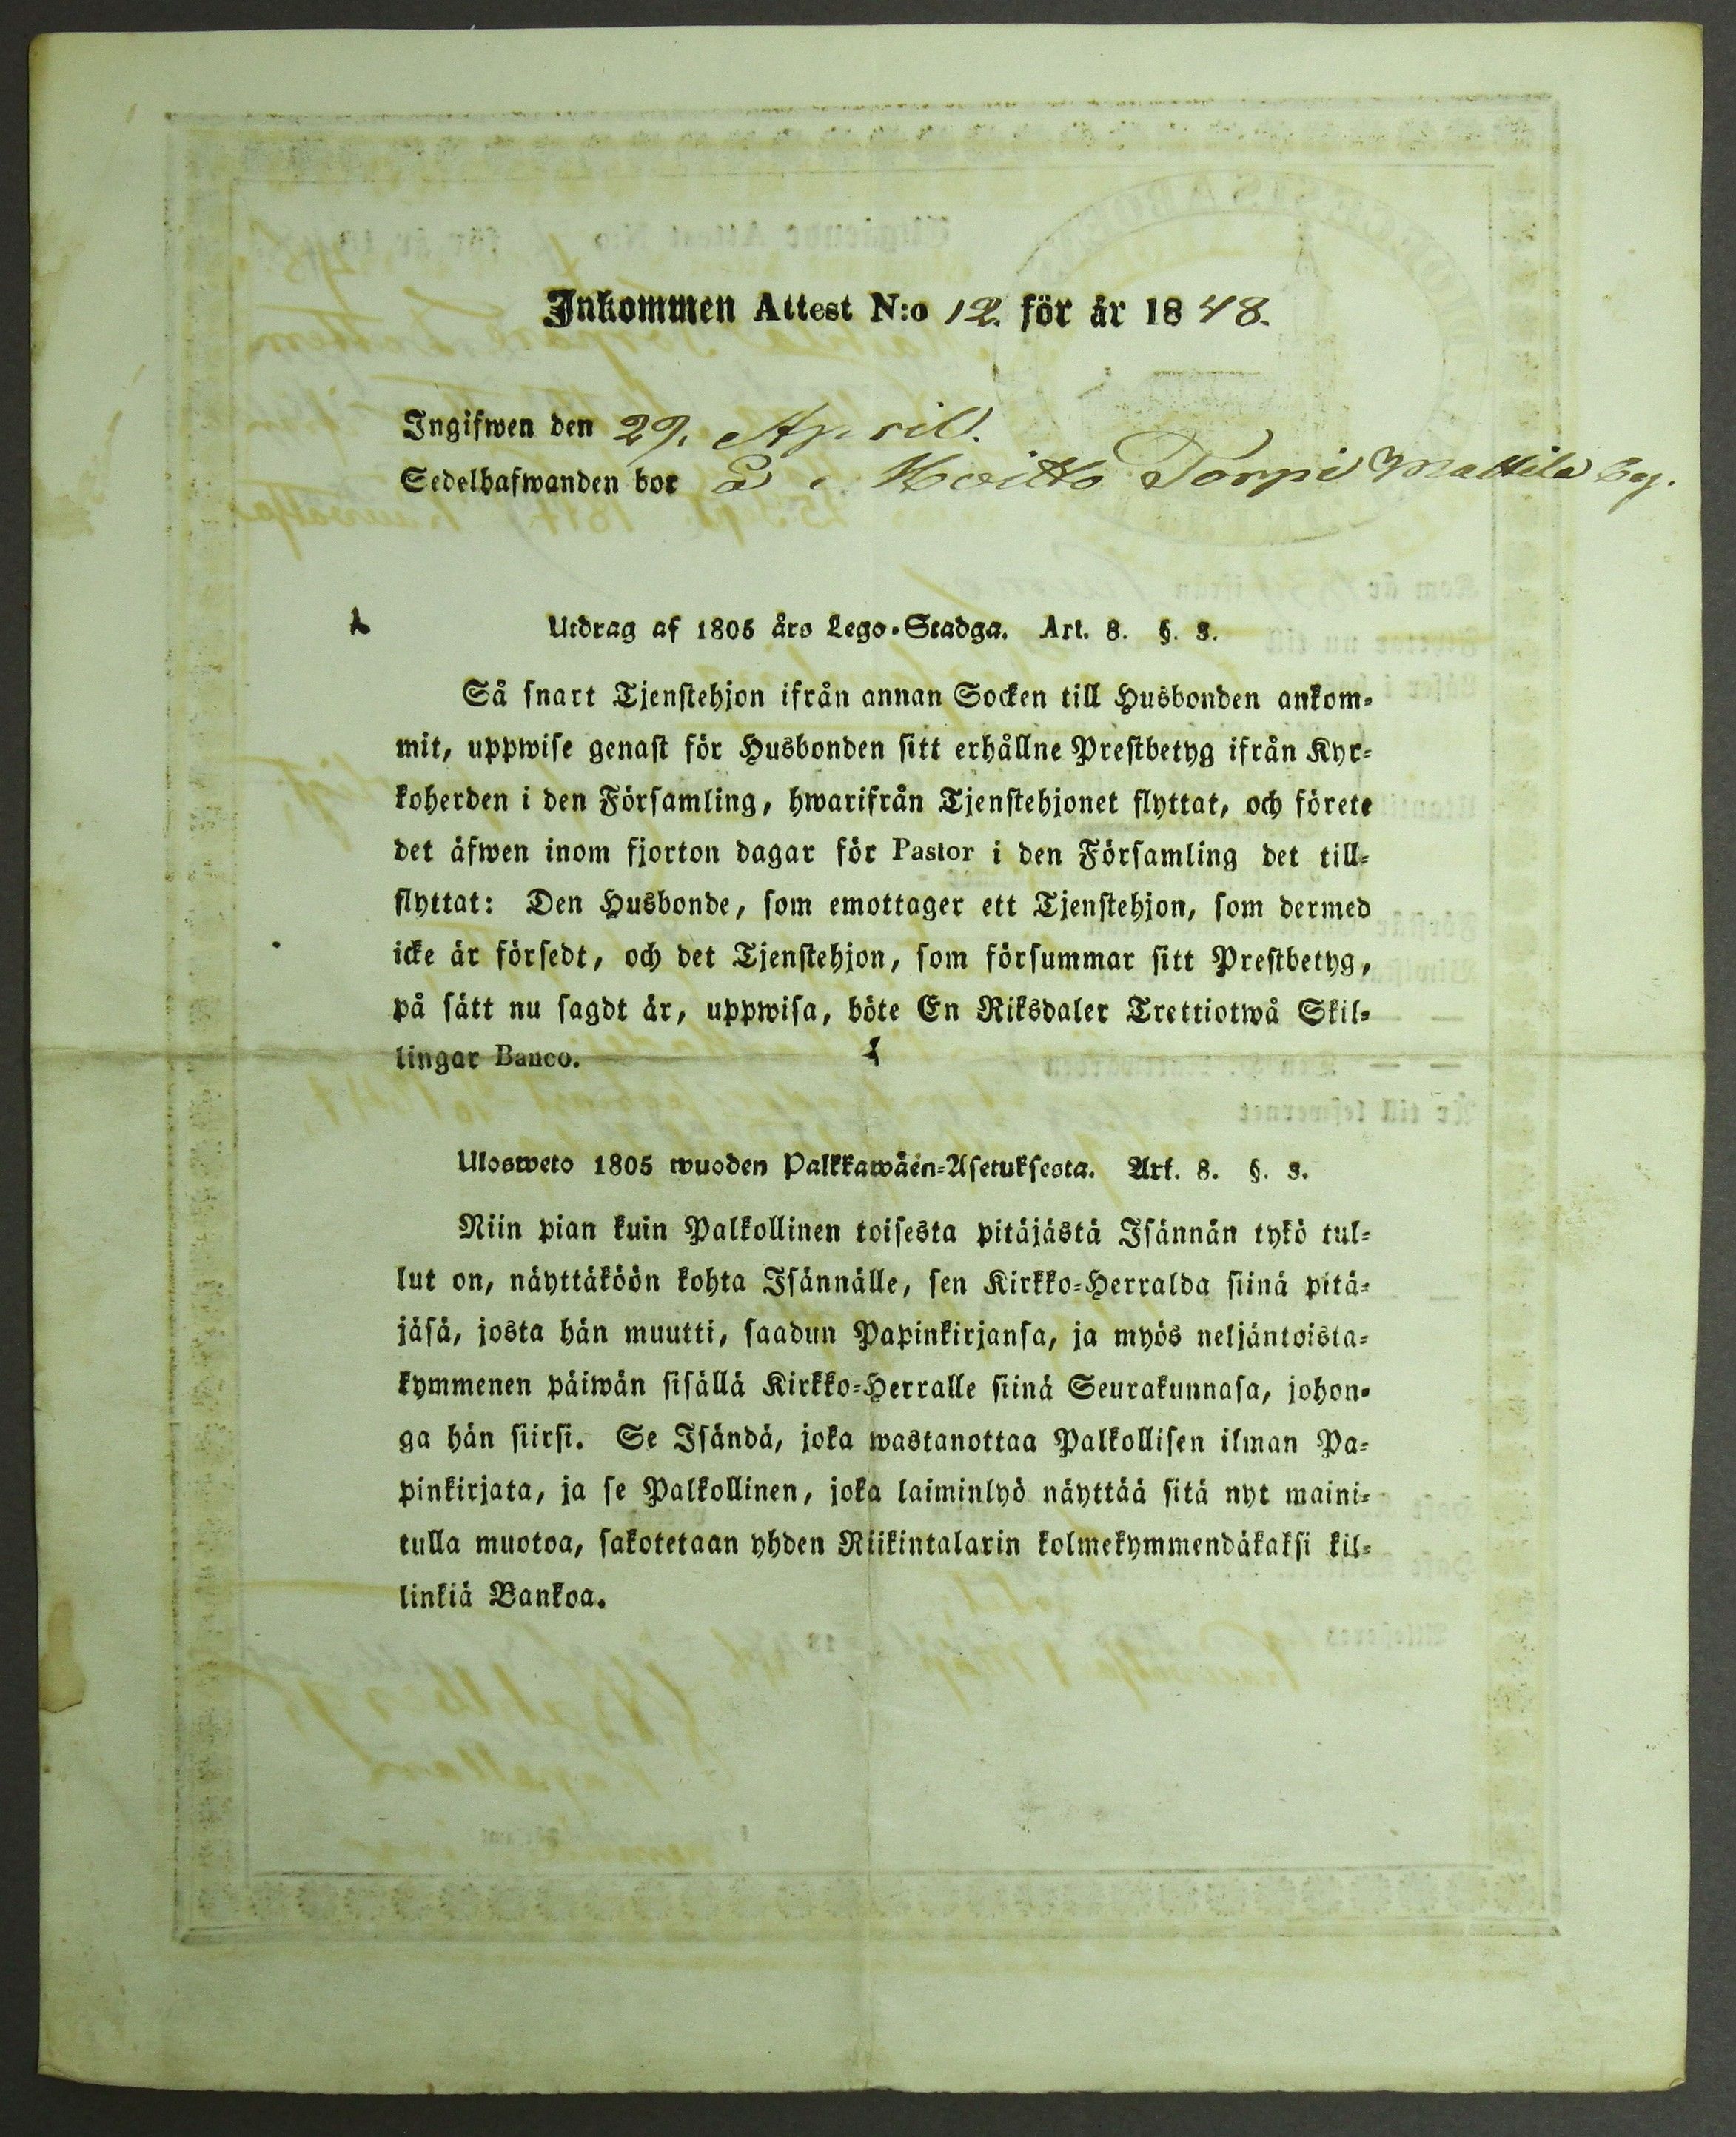 Inkommen Attest N:o 12. för år 1848.
Ingifwen den 29. April.
Sedelhafwanden bor å Koitto Torpi Mattila by.
Utdrag af 1805 års Lego-Stadga. Art. 8. §. 3.
Så snart Tjenstehjon ifrån annan Socken till Husbonden ankom-
mit, uppwise genast för Husbonden sitt erhållne Prestbetyg ifrån Kyr-
koherden i den Församling, hwarifrån Tjenstehjonet flyttat, och förete
det äfwen inom fjorton dagar för Pastor i den Församling det till-
flyttat: Den Husbonde, som emottager ett Tjenstehjon, som dermed
icke är försedt, och det Tjenstehjon, som försummar sitt Prestbetyg,
på sätt nu sagdt är, uppwisa, böte En Riksdaler Trettiotwå Skil-
lingar Banco.
Ulosweto 1805 wuoden Palkkawäen-Asetuksesta. Art. 8. §. 3.
Niin pian kuin Palkollinen toisesta pitäjästä Isännän tykö tul-
lut on, näyttäköön kohta Isännälle, sen Kirkko-Herralda siinä pitä-
jäsä, josta hän muutti, saadun Papinkirjansa, ja myös neljäntoista-
kymmenen päiwän sisällä Kirkko-Herralle siinä Seurakunnasa, johon-
ga hän siirsi. Se Isändä, joka wastanottaa Palkollisen ilman Pa-
pinkirjata, ja se Palkollinen, joka laiminlyö näyttää sitä nyt maini-
tulla muotoa, sakotetaan yhden Riikintalarin kolmekymmendäkaksi kil-
linkiä Bankoa.